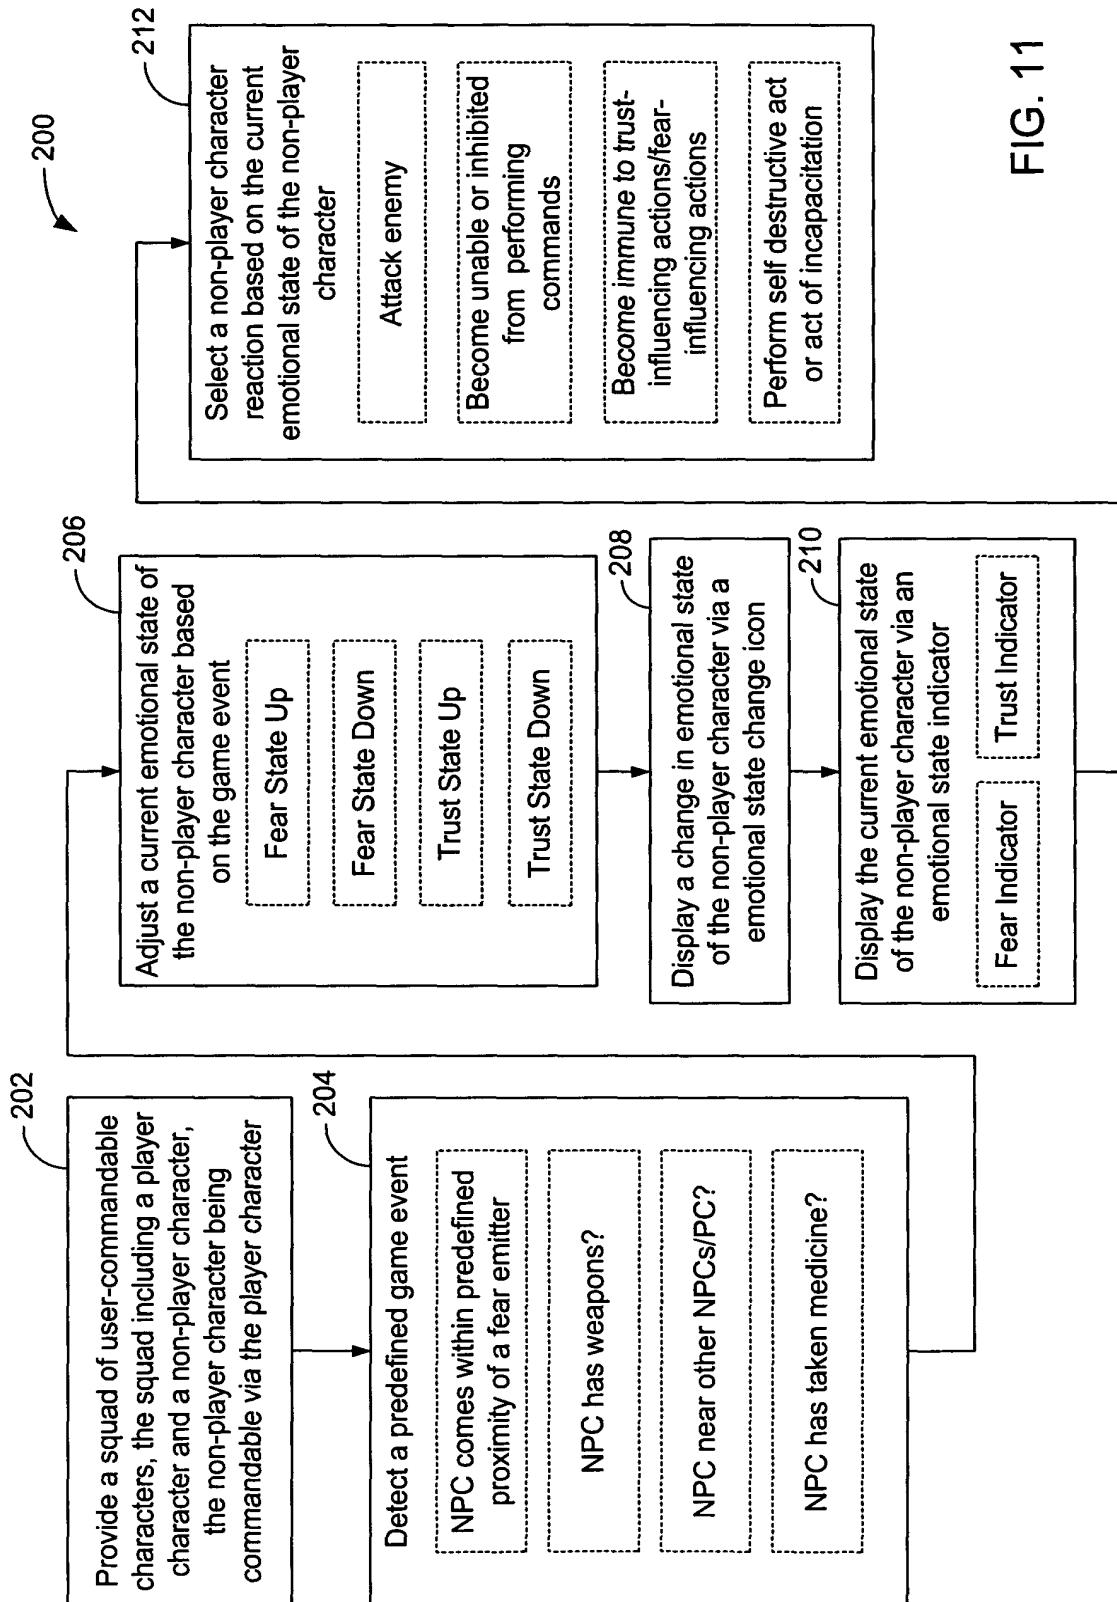 200
202
Provide a squad of user-commandable
characters, the squad including a player
character and a non-player character,
the non-player character being
commandable via the player character
204
Detect a predefined game event
NPC comes within predefined
proximity of a fear emitter
NPC has weapons?
NPC near other NPCs/PC?
NPC has taken medicine?
206
Adjust a current emotional state of
the non-player character based
on the game event
Fear State Up
Fear State Down
Trust State Up
Trust State Down
208
Display a change in emotional state
of the non-player character via a
emotional state change icon
210
Display the current emotional state
of the non-player character via an
emotional state indicator
Fear Indicator
Trust Indicator
212
Select a non-player character
reaction based on the current
emotional state of the non-player
character
Attack enemy
Become unable or inhibited
from performing
commands
Become immune to trust-
influencing actions/fear-
influencing actions
Perform self destructive act
or act of incapacitation
FIG. 11